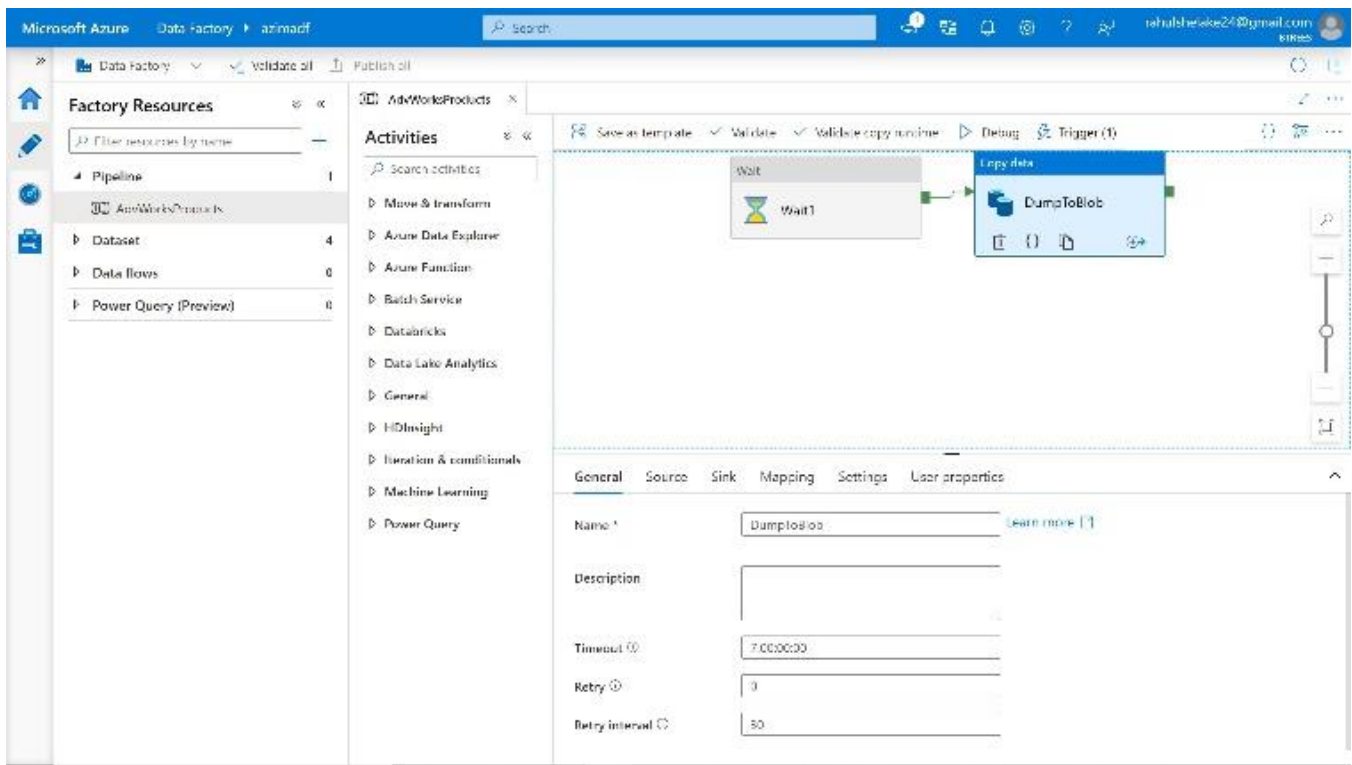 Microsoft Azure
Data Factory
azimadf
Search
1
rahulshelake24@gmail.com
Data Factory
Validate all
Publish all
Factory Resources
Filter resources by name
Pipeline 1
AdvWorksProducts
Dataset 4
Data flows 0
Power Query (Preview) 0
AdvWorksProducts
Activities
Search activities
Move & transform
Azure Data Explorer
Azure Function
Batch Service
Databricks
Data Lake Analytics
General
HDInsight
Iteration & conditionals
Machine Learning
Power Query
Save as template
Validate
Validate copy runtime
Debug
Trigger (1)
Wait
Wait1
Copy data
DumpToBlob
General
Source
Sink
Mapping
Settings
User properties
Name *
DumpToBlob
Learn more
Description
Timeout
7.00:00:00
Retry
0
Retry interval
30